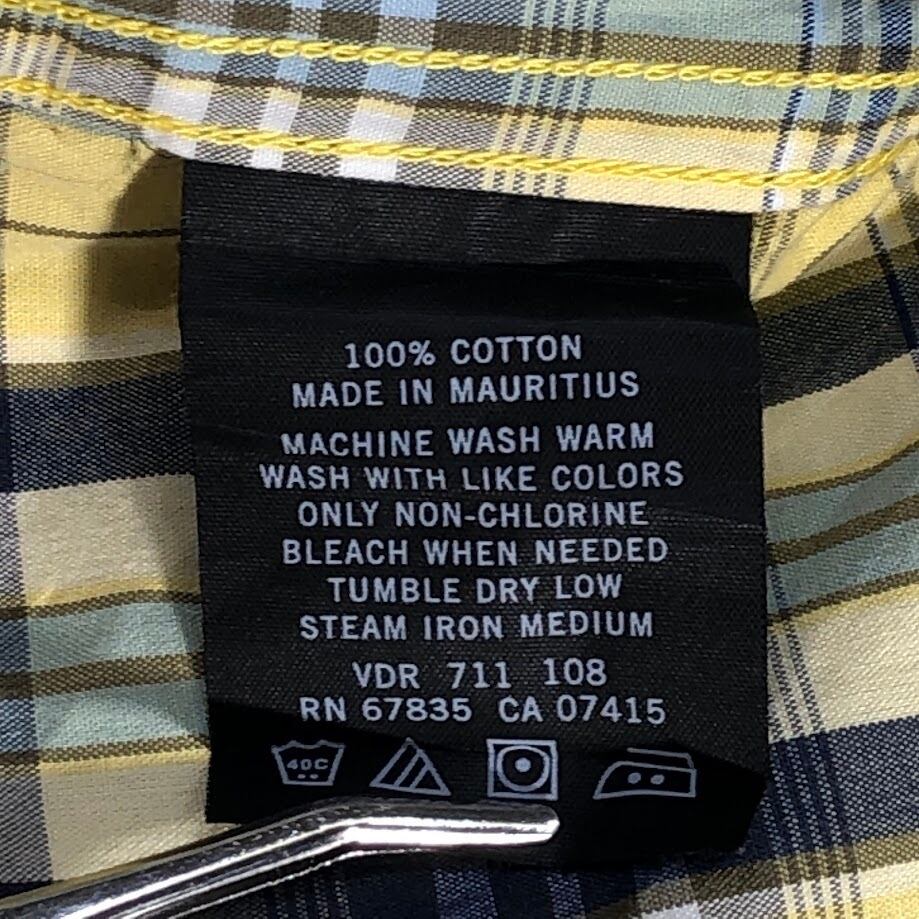 100% COTTON
MADE IN MAURITIUS
MACHINE WASH WARM
WASH WITH LIKE COLORS
ONLY NON-CHLORINE
BLEACH WHEN NEEDED
TUMBLE DRY LOW
STEAM IRON MEDIUM
VDR 711 108
RN 67835 CA 07415
40C